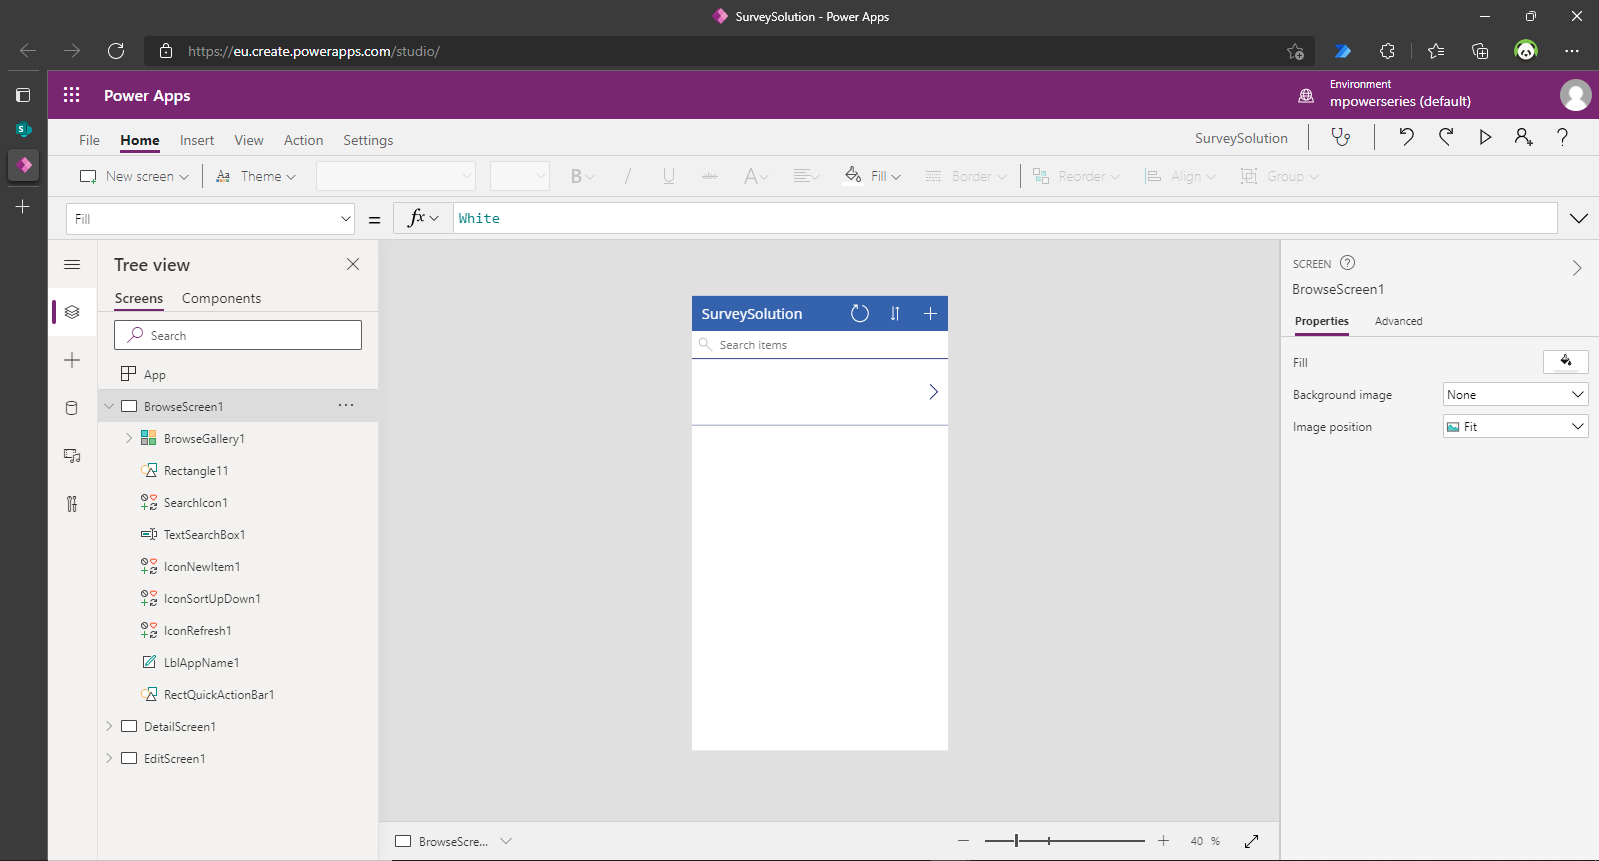 SurveySolution - Power Apps
https://eu.create.powerapps.com/studio/
Power Apps
Environment
mpowerseries (default)
File Home Insert View Action Settings
SurveySolution
New screen Theme B / U abc A Fill Border Reorder Align Group
Fill = fx White
Tree view
Screens Components
Search
App
BrowseScreen1
BrowseGallery1
Rectangle11
SearchIcon1
TextSearchBox1
IconNewItem1
IconSortUpDown1
IconRefresh1
LblAppName1
RectQuickActionBar1
DetailScreen1
EditScreen1
SurveySolution
Search items
BrowseScre...
40 %
SCREEN
BrowseScreen1
Properties Advanced
Fill
Background image None
Image position Fit